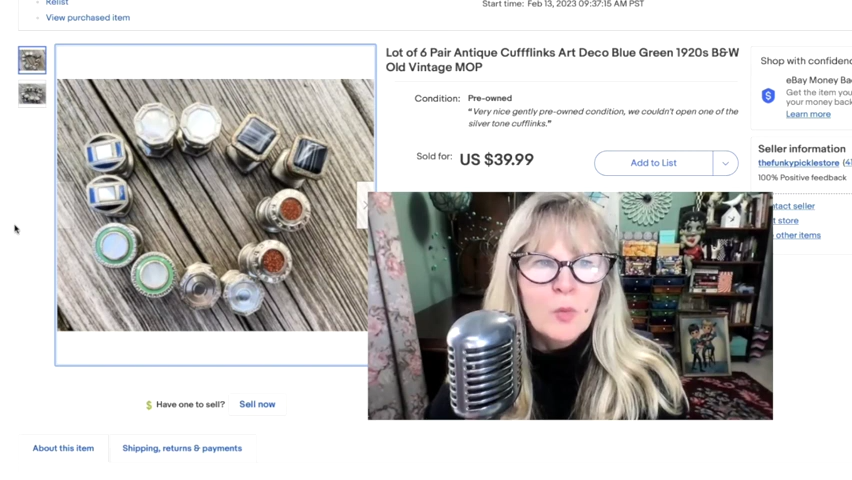 Relist
View purchased item
Start time: Feb 13, 2023 09:37:15 AM PST
Lot of 6 Pair Antique Cuffflinks Art Deco Blue Green 1920s B&W
Old Vintage MOP
Condition: Pre-owned
"Very nice gently pre-owned condition, we couldn't open one of the
silver tone cufflinks."
Sold for: US $39.99
Add to List
Shop with confidenc
eBay Money Ba
Get the item you
your money back
Learn more
Seller information
thefunkypicklestore (41
100% Positive feedback
tact seller
t store
other items
$ Have one to sell? Sell now
About this item
Shipping, returns & payments